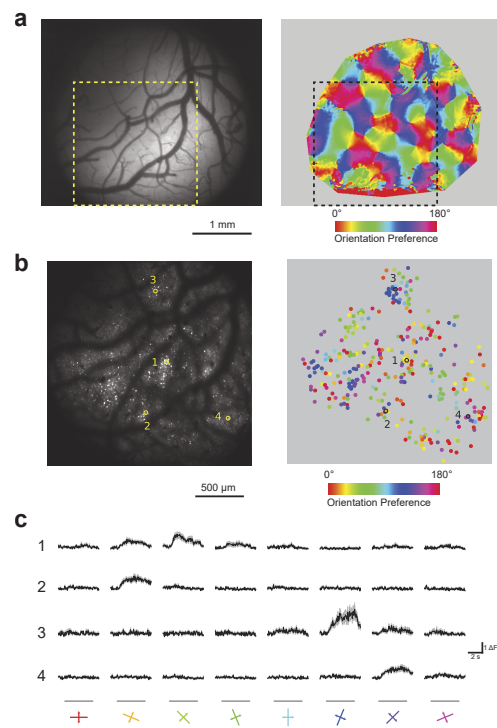 a
1 mm
0° 180°
Orientation Preference
b
3
1
2
4
500 µm
3
1
2
4
0° 180°
Orientation Preference
c
1
2
3
4
1 ΔF
2 s